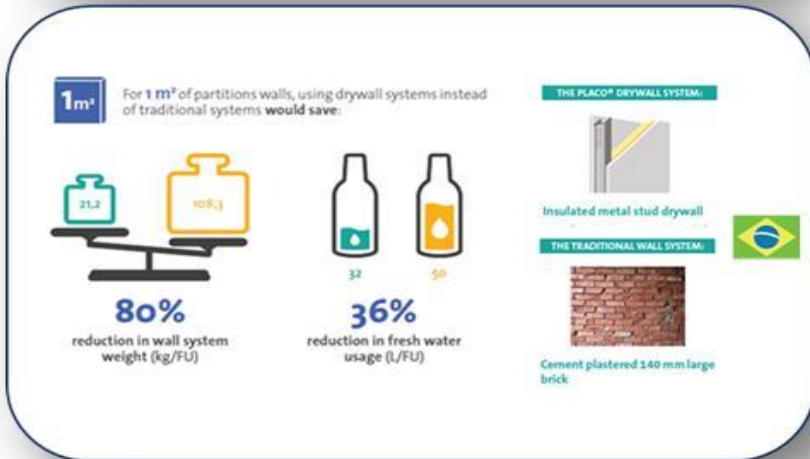 1m²
For 1 m² of partitions walls, using drywall systems instead
of traditional systems would save:
21,2
108,3
80%
reduction in wall system
weight (kg/FU)
32
50
36%
reduction in fresh water
usage (L/FU)
THE PLACO® DRYWALL SYSTEM:
Insulated metal stud drywall
THE TRADITIONAL WALL SYSTEM:
Cement plastered 140 mm large
brick